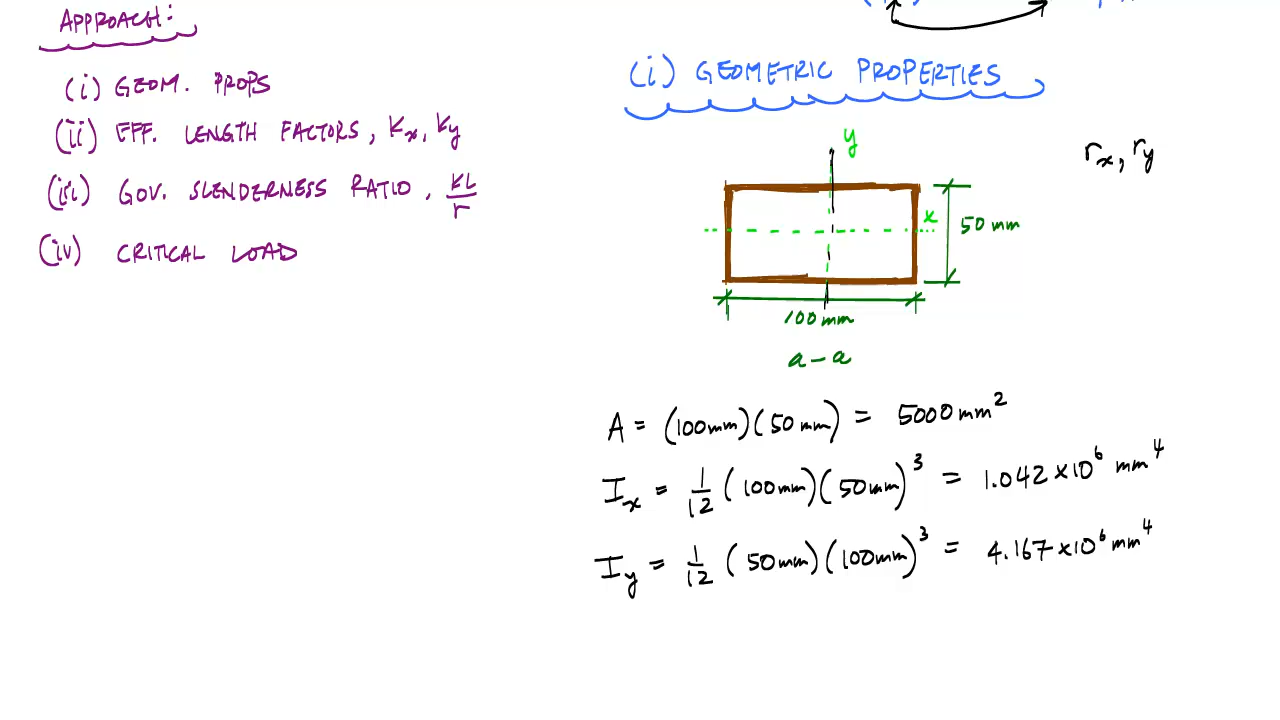 APPROACH:
(i) GEOM. PROPS
(ii) EFF. LENGTH FACTORS, Kx, Ky
(iii) GOV. SLENDERNESS RATIO, KL/r
(iv) CRITICAL LOAD
(i) GEOMETRIC PROPERTIES
y
rx, ry
x
50 mm
100 mm
a-a
A = (100mm)(50mm) = 5000mm²
Ix = 1/12 (100mm)(50mm)³ = 1.042×10⁶ mm⁴
Iy = 1/12 (50mm)(100mm)³ = 4.167×10⁶ mm⁴